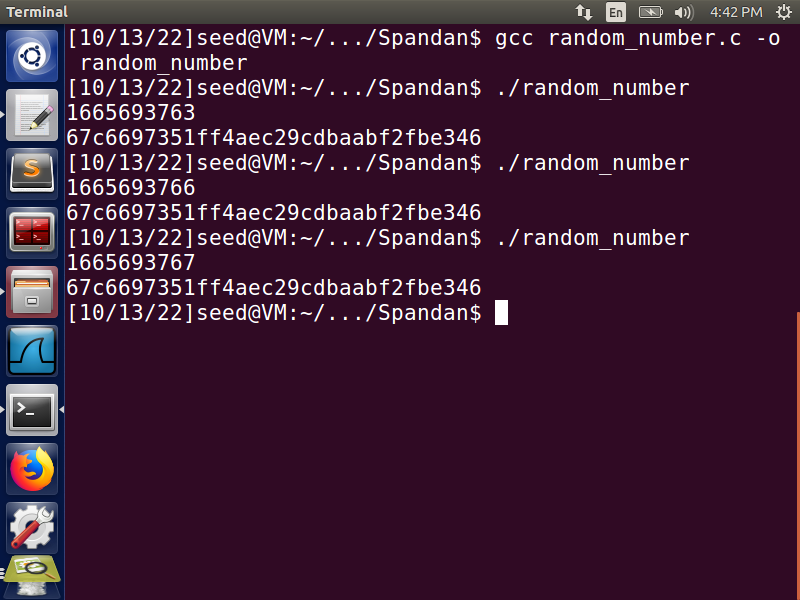 Terminal
En
4:42 PM
[10/13/22]seed@VM:~/.../Spandan$ gcc random_number.c -o
random_number
[10/13/22]seed@VM:~/.../Spandan$ ./random_number
1665693763
67c6697351ff4aec29cdbaabf2fbe346
[10/13/22]seed@VM:~/.../Spandan$ ./random_number
1665693766
67c6697351ff4aec29cdbaabf2fbe346
[10/13/22]seed@VM:~/.../Spandan$ ./random_number
1665693767
67c6697351ff4aec29cdbaabf2fbe346
[10/13/22]seed@VM:~/.../Spandan$